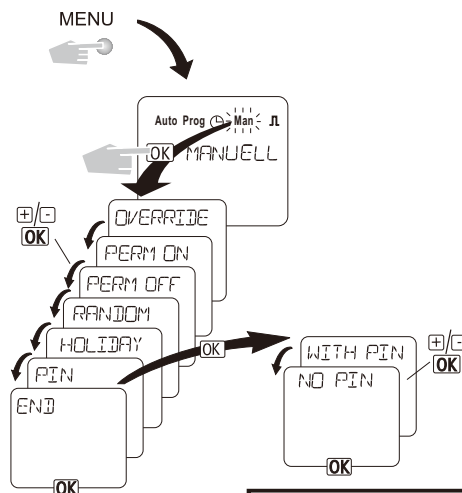 MENU
Auto Prog Man
OK MANUELL
+/-
OK
OVERRIDE
PERM ON
PERM OFF
RANDOM
HOLIDAY
PIN
END
OK
OK
WITH PIN
NO PIN
+/-
OK
OK